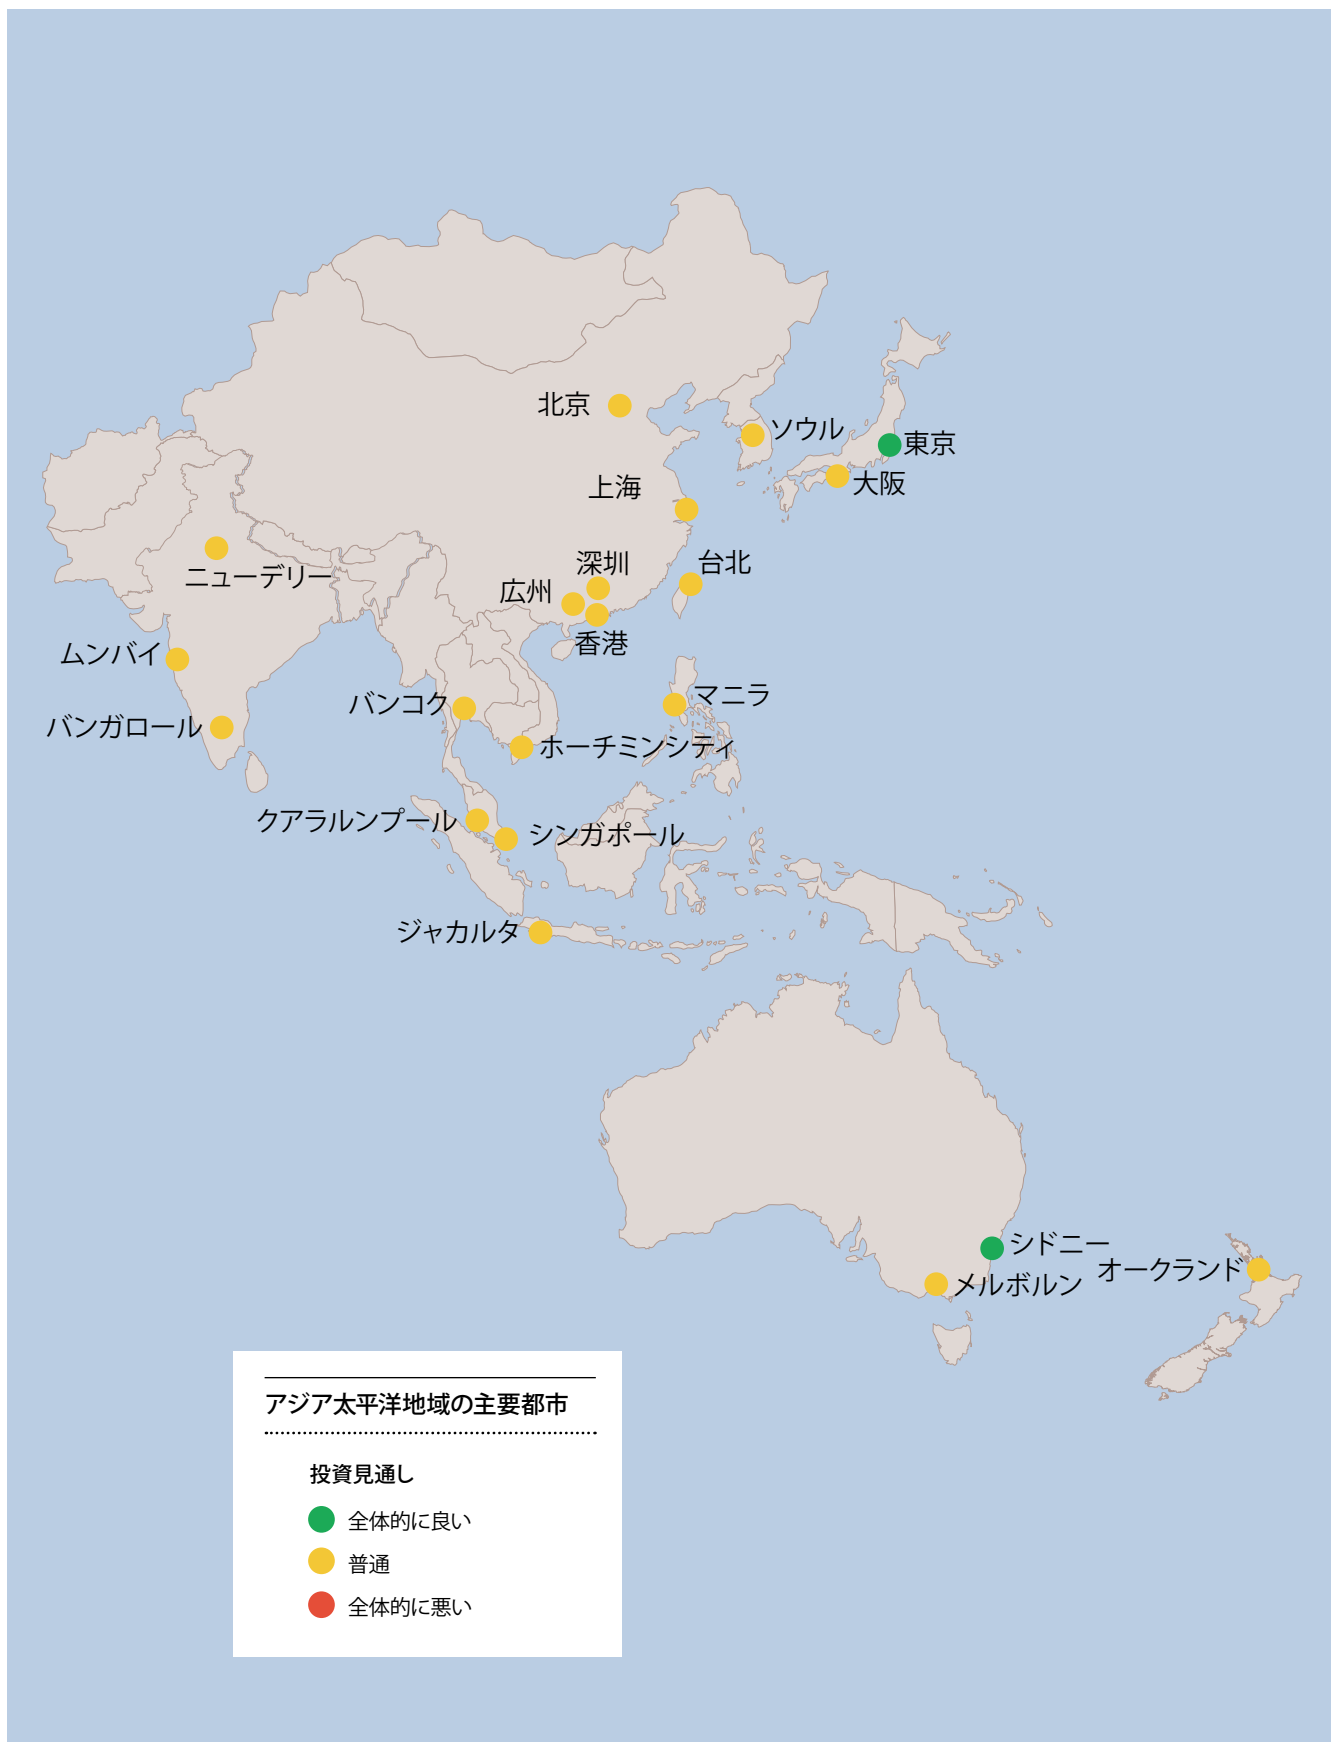 北京
ソウル
東京
大阪
上海
ニューデリー
深圳
台北
広州
香港
ムンバイ
バンコク
マニラ
バンガロール
ホーチミンシティ
クアラルンプール
シンガポール
ジャカルタ
シドニー
オークランド
メルボルン
アジア太平洋地域の主要都市
投資見通し
全体的に良い
普通
全体的に悪い